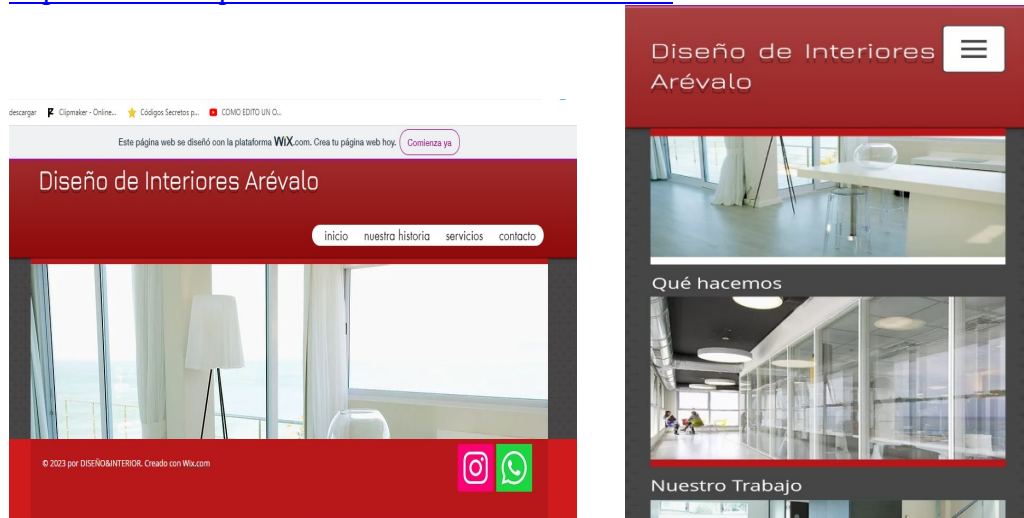 descargar Clipmaker - Online... Códigos Secretos p... COMO EDITO UN O...
Este página web se diseñó con la plataforma WiX.com. Crea tu página web hoy. Comienza ya
Diseño de Interiores Arévalo
inicio nuestra historia servicios contacto
© 2023 por DISEÑO&INTERIOR. Creado con Wix.com
Diseño de Interiores
Arévalo
Qué hacemos
Nuestro Trabajo